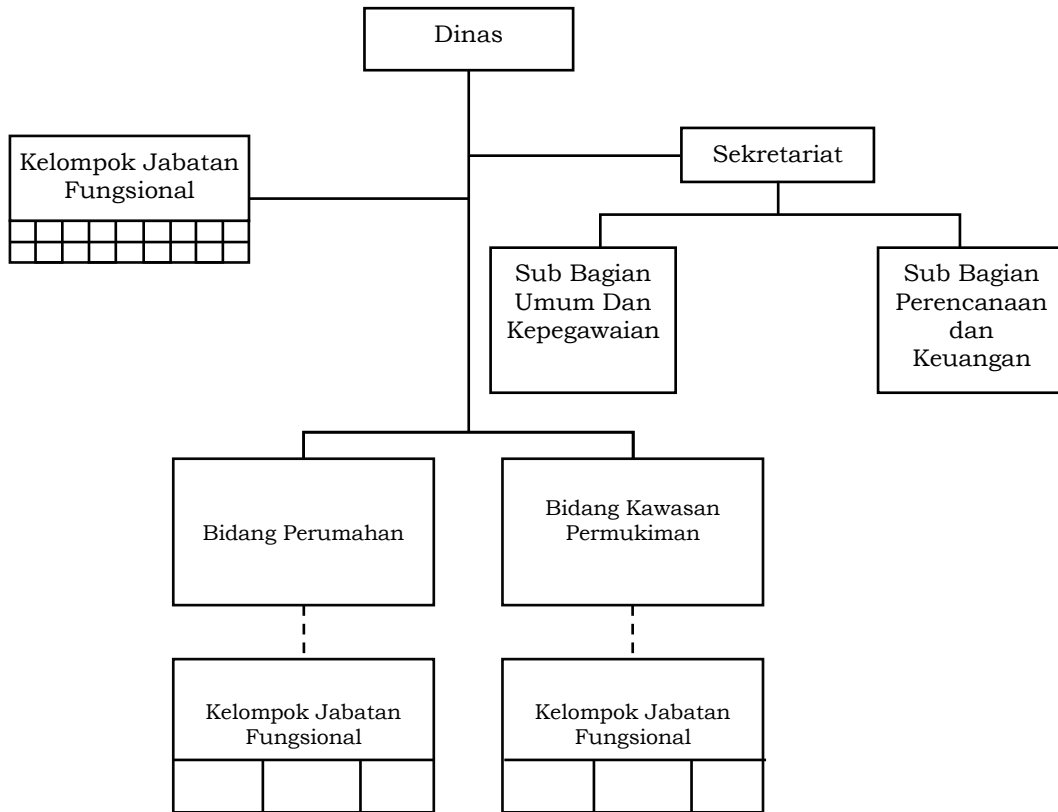 Dinas
Kelompok Jabatan
Fungsional
Sekretariat
Sub Bagian
Umum Dan
Kepegawaian
Sub Bagian
Perencanaan
dan
Keuangan
Bidang Perumahan
Bidang Kawasan
Permukiman
Kelompok Jabatan
Fungsional
Kelompok Jabatan
Fungsional